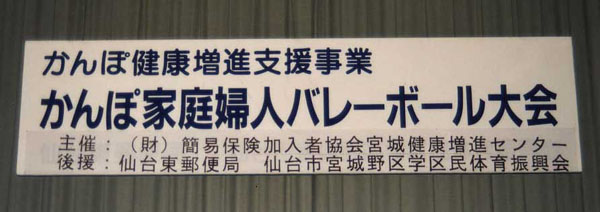 かんぽ健康増進支援事業
かんぽ家庭婦人バレーボール大会
主催：（財）簡易保険加入者協会宮城健康増進センター
後援：仙台東郵便局　仙台市宮城野区学区民体育振興会